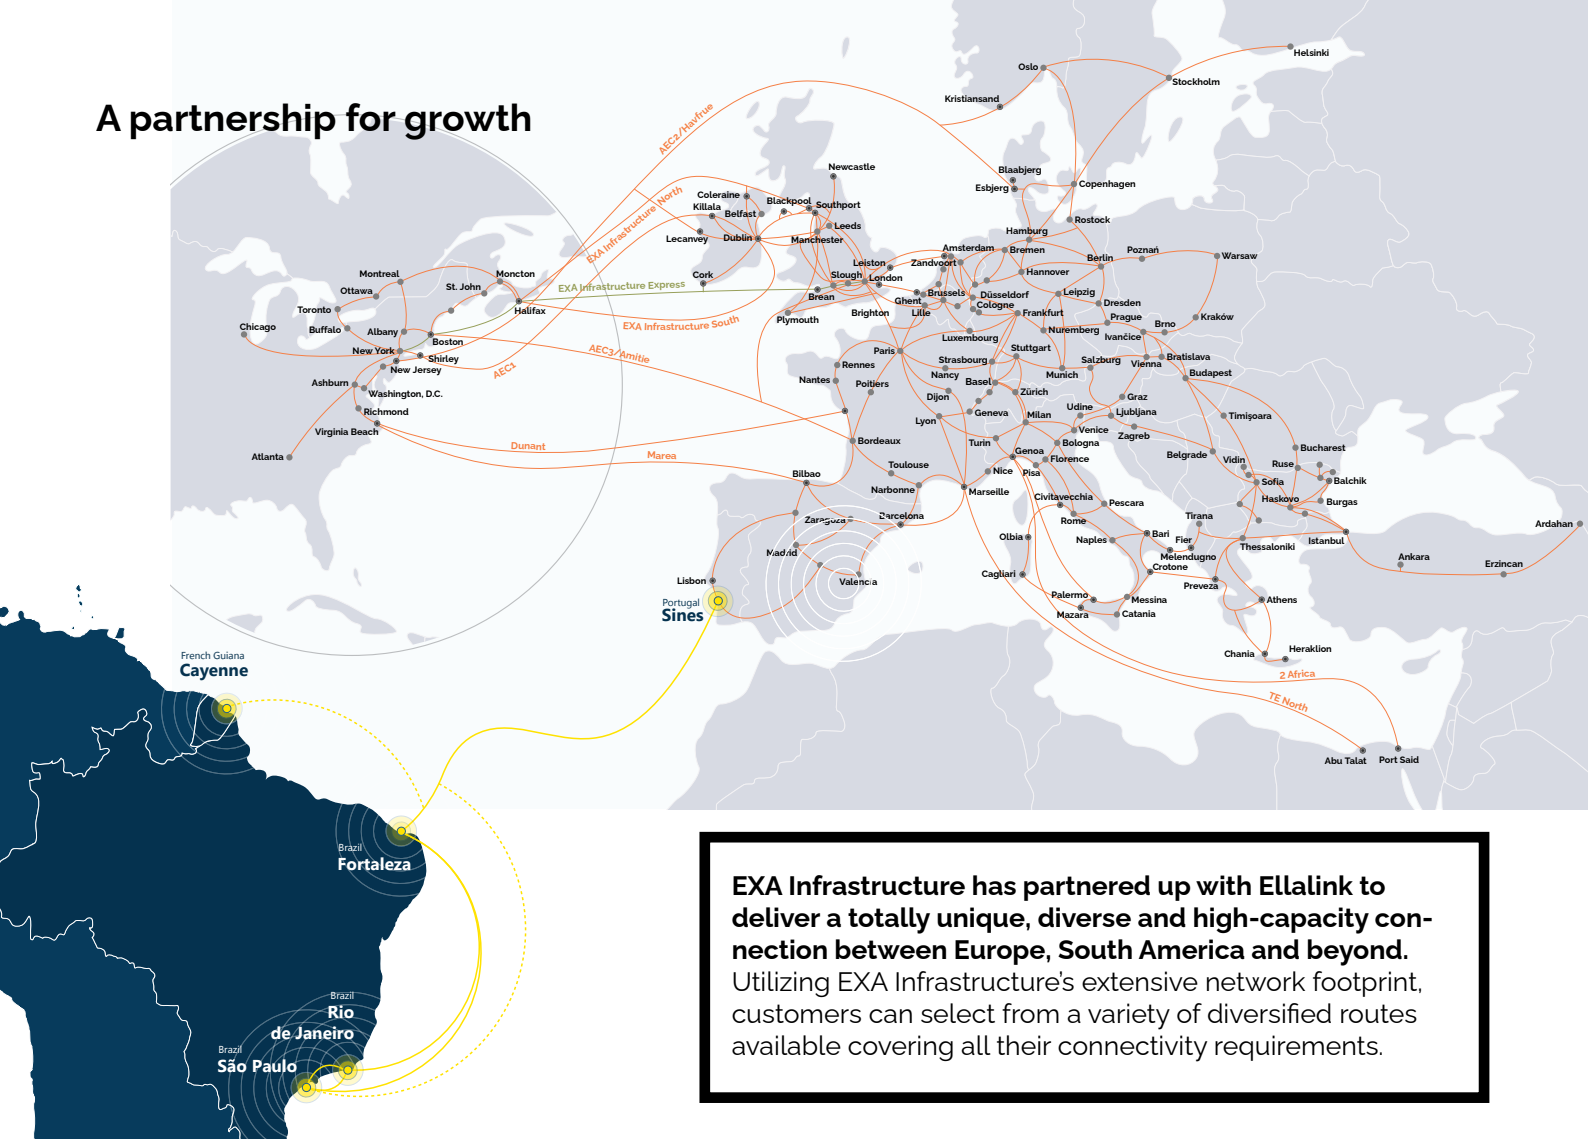 A partnership for growth
Helsinki
Oslo
Stockholm
Kristiansand
AEC2/Havfrue
Newcastle
Blaabjerg
Esbjerg
Copenhagen
Coleraine
Killala
Belfast
Blackpool
Southport
Leeds
Lecanvey
Dublin
Manchester
EXA Infrastructure North
Rostock
Hamburg
Amsterdam
Bremen
Zandvoort
Berlin
Poznań
Warsaw
Leiston
Slough
London
Hannover
Cork
Brean
Brussels
Ghent
Lille
Düsseldorf
Cologne
Leipzig
Dresden
Montreal
Moncton
Ottawa
St. John
Toronto
Halifax
Buffalo
Chicago
Albany
Boston
New York
Shirley
New Jersey
Ashburn
Washington, D.C.
Richmond
Virginia Beach
Atlanta
EXA Infrastructure Express
EXA Infrastructure South
AEC3/Amitie
AEC1
Dunant
Marea
Plymouth
Brighton
Frankfurt
Prague
Kraków
Nuremberg
Ivančice
Brno
Luxembourg
Paris
Strasbourg
Stuttgart
Salzburg
Vienna
Bratislava
Rennes
Nancy
Munich
Budapest
Nantes
Poitiers
Basel
Zürich
Dijon
Graz
Geneva
Milan
Udine
Ljubljana
Timişoara
Lyon
Venice
Zagreb
Bordeaux
Turin
Bologna
Genoa
Florence
Belgrade
Bucharest
Toulouse
Nice
Pisa
Vidin
Ruse
Bilbao
Narbonne
Marseille
Sofia
Balchik
Civitavecchia
Pescara
Haskovo
Burgas
Zaragoza
Barcelona
Rome
Tirana
Ardahan
Olbia
Naples
Bari
Fier
Thessaloniki
Istanbul
Madrid
Melendugno
Ankara
Erzincan
Lisbon
Valencia
Cagliari
Crotone
Preveza
Portugal
Sines
Palermo
Messina
Athens
Mazara
Catania
Chania
Heraklion
2 Africa
TE North
Abu Talat
Port Said
French Guiana
Cayenne
Brazil
Fortaleza
Brazil
Rio
de Janeiro
Brazil
São Paulo
EXA Infrastructure has partnered up with Ellalink to
deliver a totally unique, diverse and high-capacity con-
nection between Europe, South America and beyond.
Utilizing EXA Infrastructure’s extensive network footprint,
customers can select from a variety of diversified routes
available covering all their connectivity requirements.